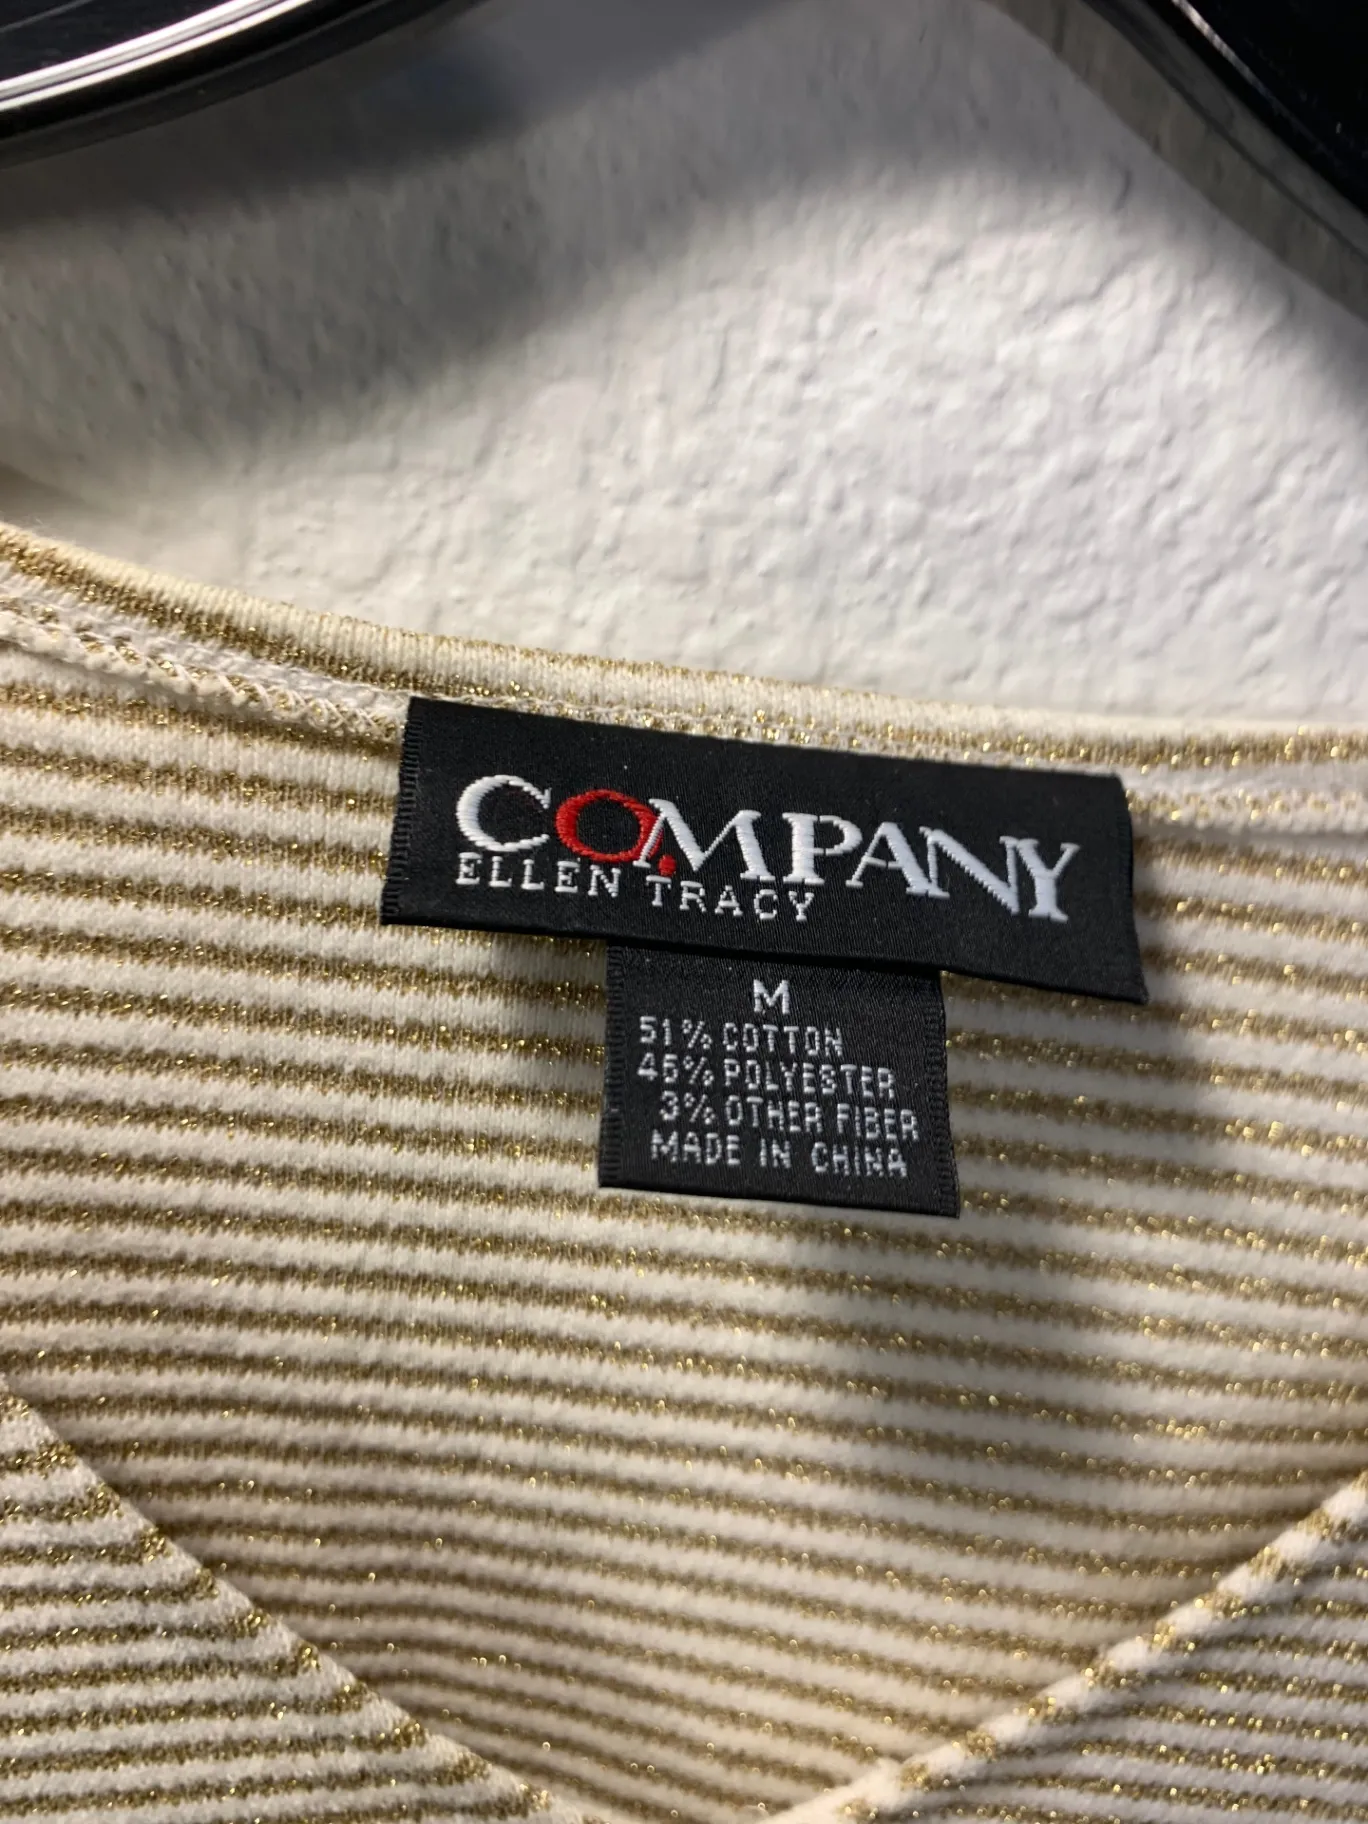 COMPANY
ELLEN TRACY
M
51% COTTON
46% POLYESTER
3% OTHER FIBER
MADE IN CHINA